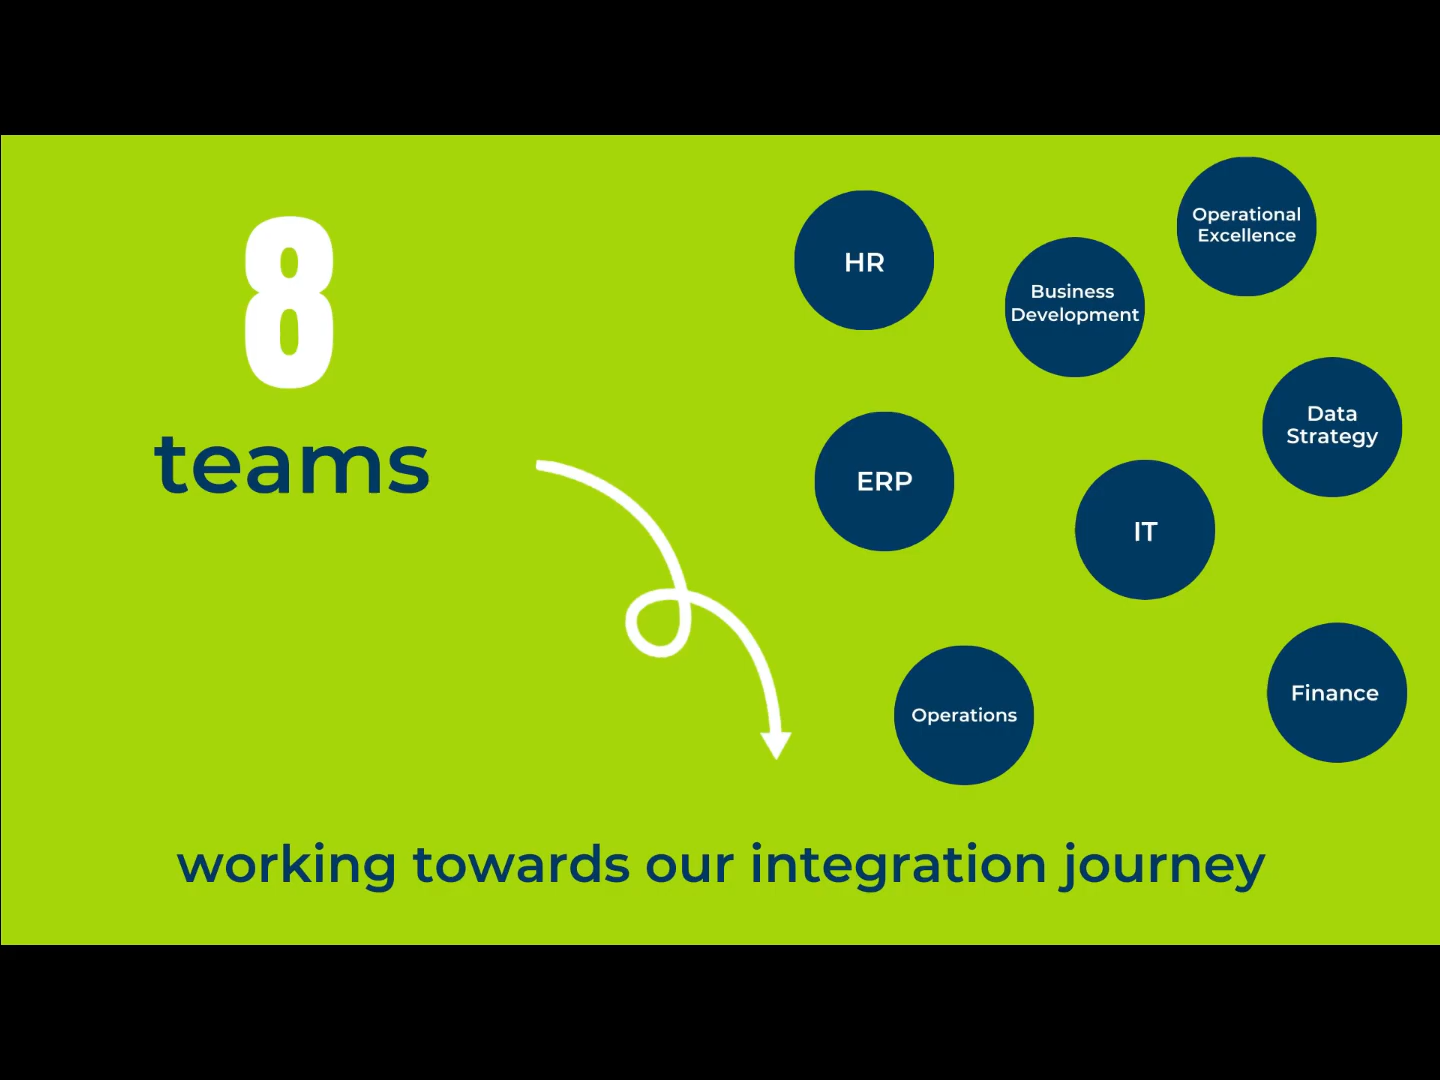 8
teams
HR
Business
Development
Operational
Excellence
Data
Strategy
ERP
IT
Operations
Finance
working towards our integration journey